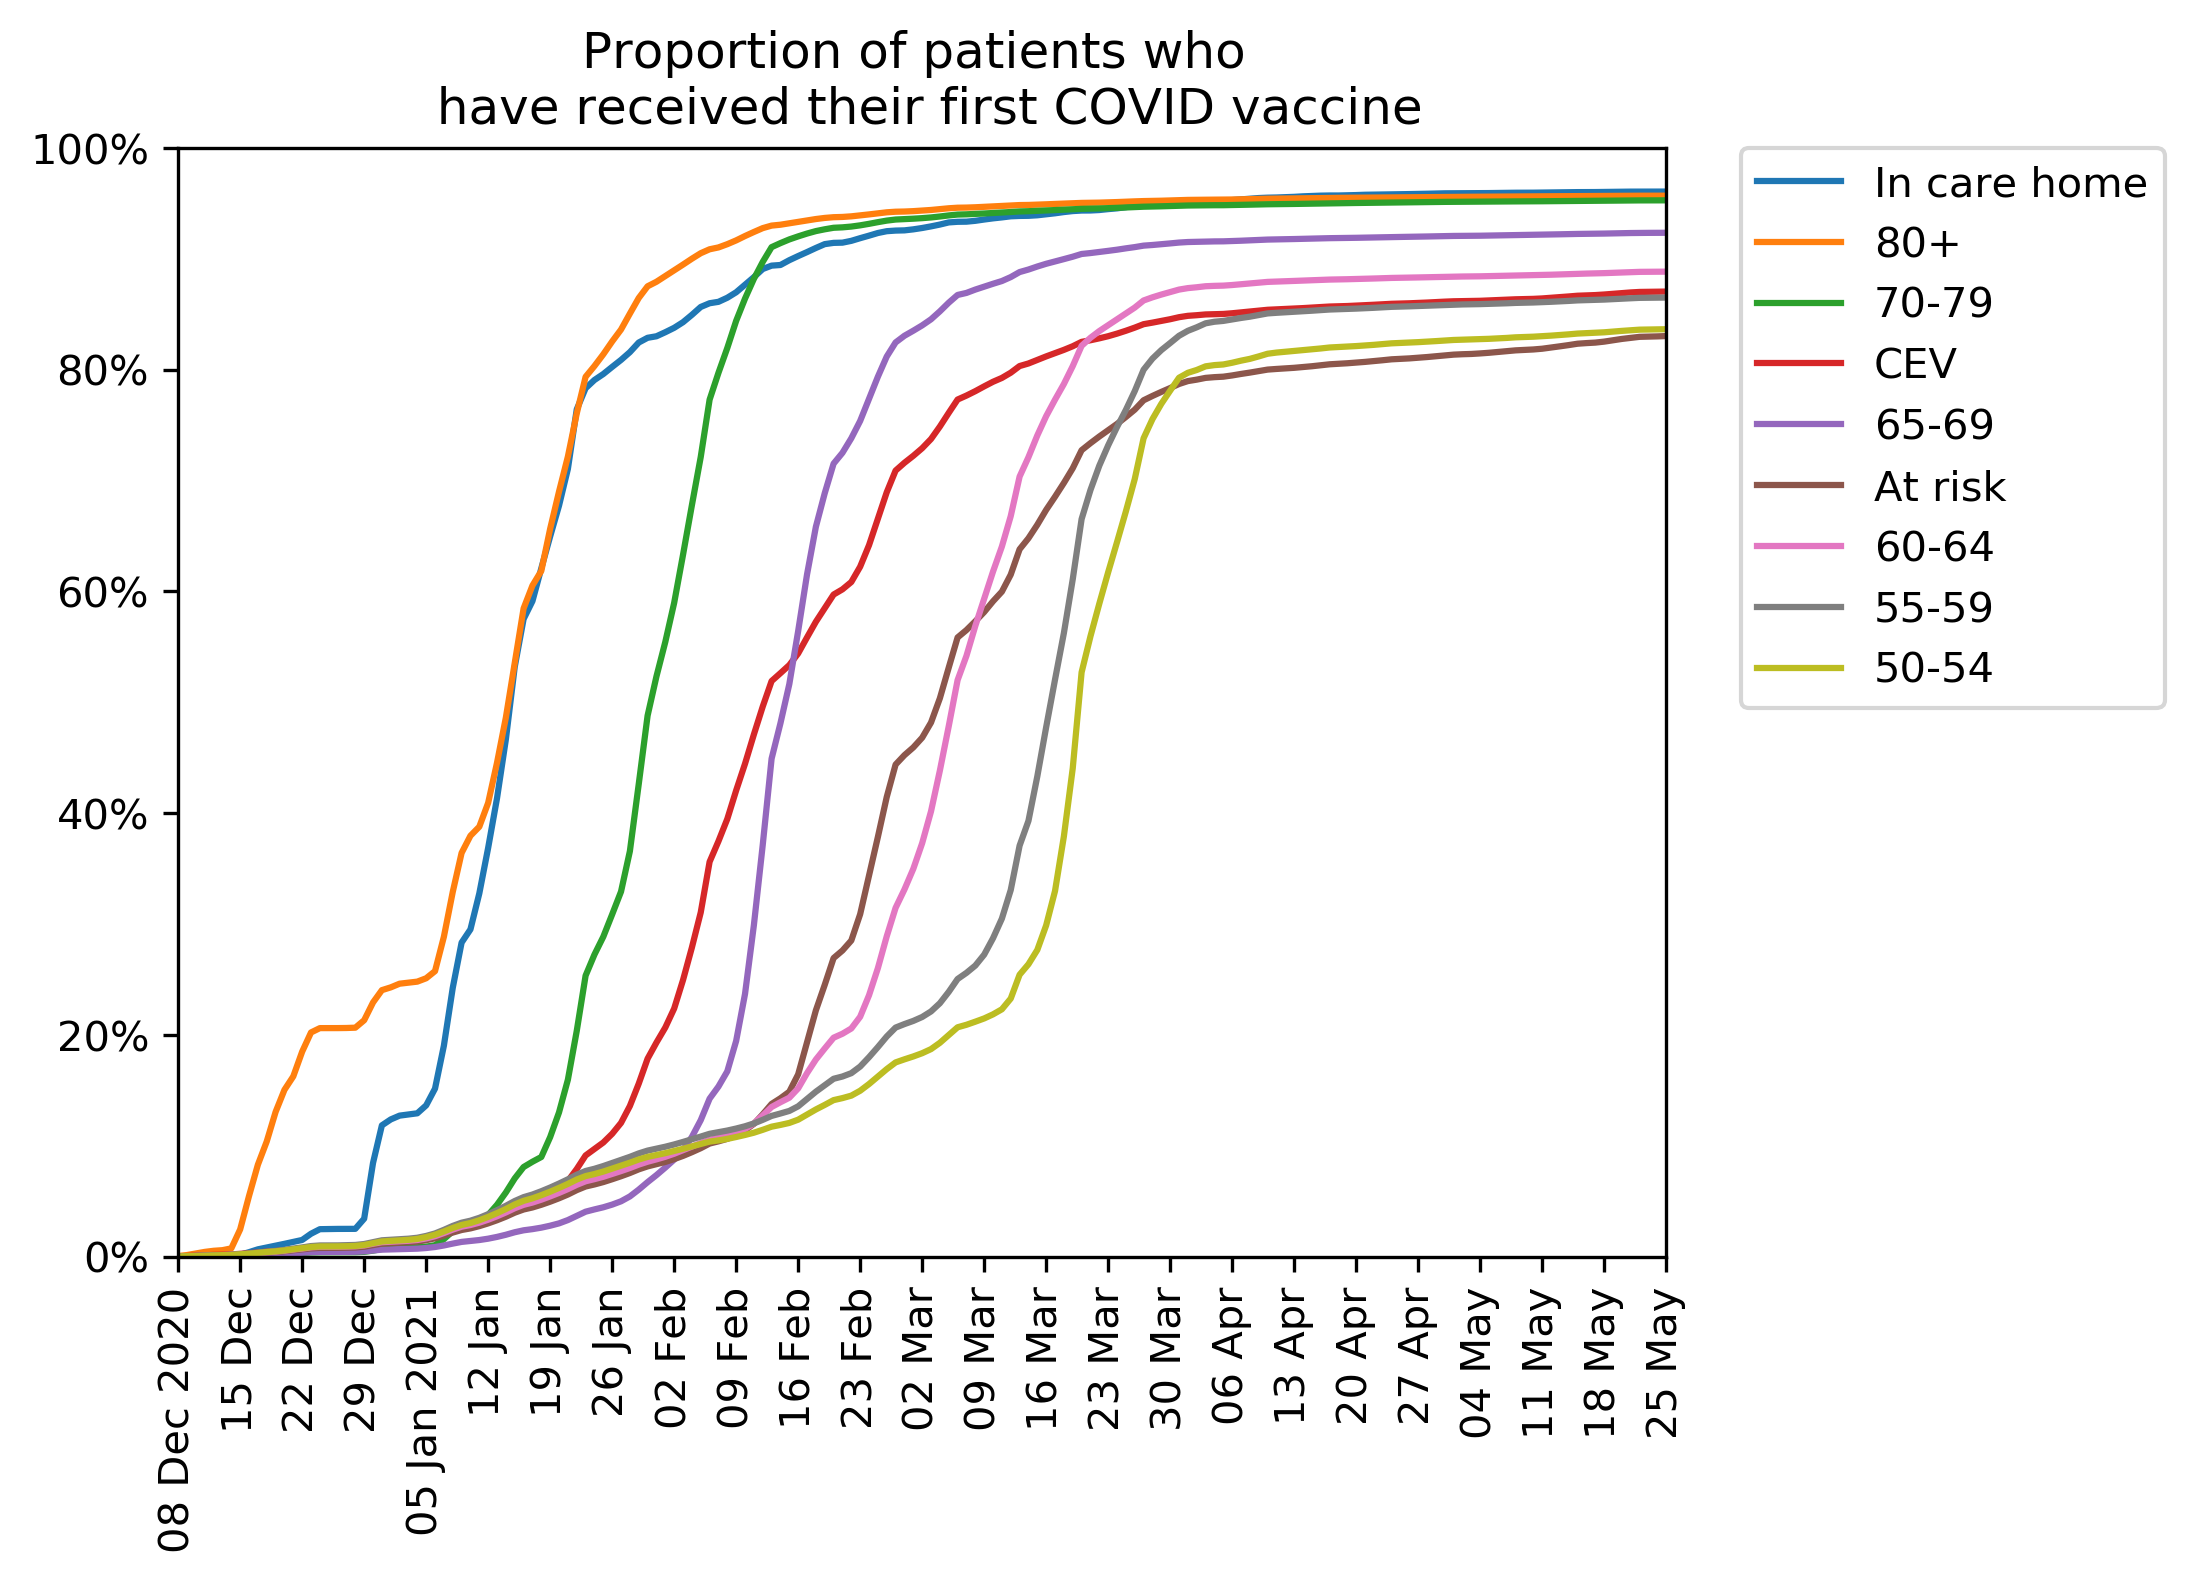 Proportion of patients who
have received their first COVID vaccine
100%
80%
60%
40%
20%
0%
08 Dec 2020
15 Dec
22 Dec
29 Dec
05 Jan 2021
12 Jan
19 Jan
26 Jan
02 Feb
09 Feb
16 Feb
23 Feb
02 Mar
09 Mar
16 Mar
23 Mar
30 Mar
06 Apr
13 Apr
20 Apr
27 Apr
04 May
11 May
18 May
25 May
In care home
80+
70-79
CEV
65-69
At risk
60-64
55-59
50-54